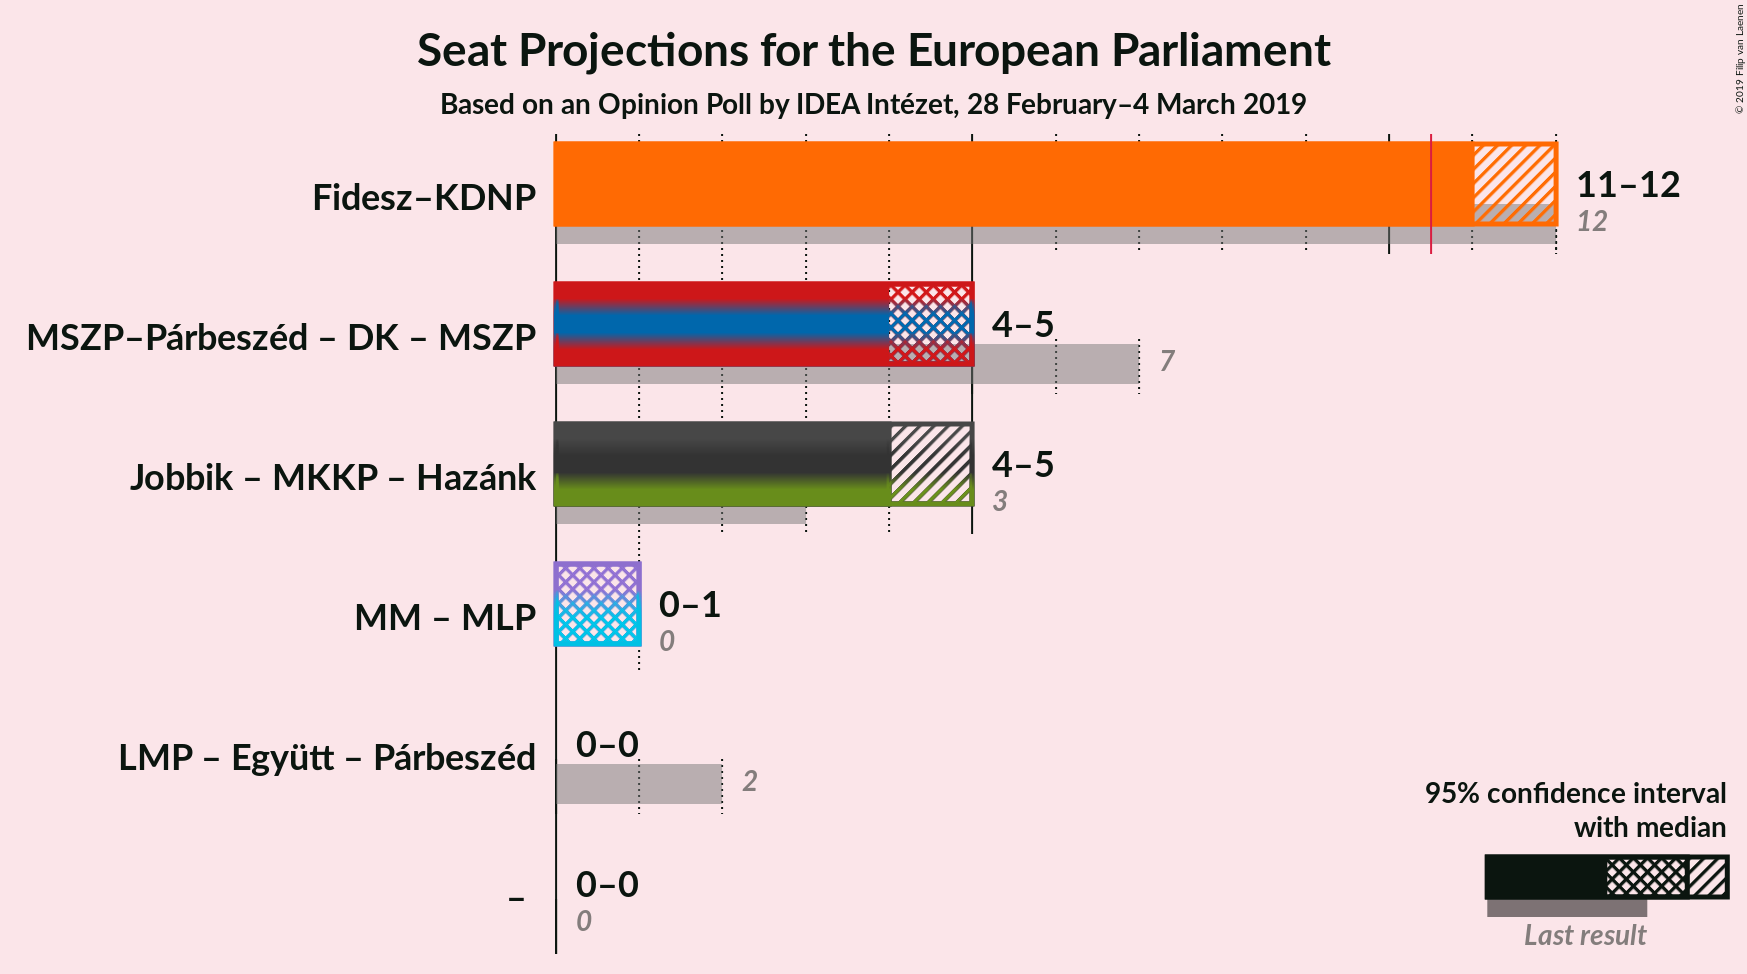 Seat Projections for the European Parliament
Based on an Opinion Poll by IDEA Intézet, 28 February–4 March 2019
© 2019 Filip van Laenen
Fidesz–KDNP
11–12
12
MSZP–Párbeszéd – DK – MSZP
4–5
7
Jobbik – MKKP – Hazánk
4–5
3
MM – MLP
0–1
0
LMP – Együtt – Párbeszéd
0–0
2
–
0–0
0
95% confidence interval
with median
Last result